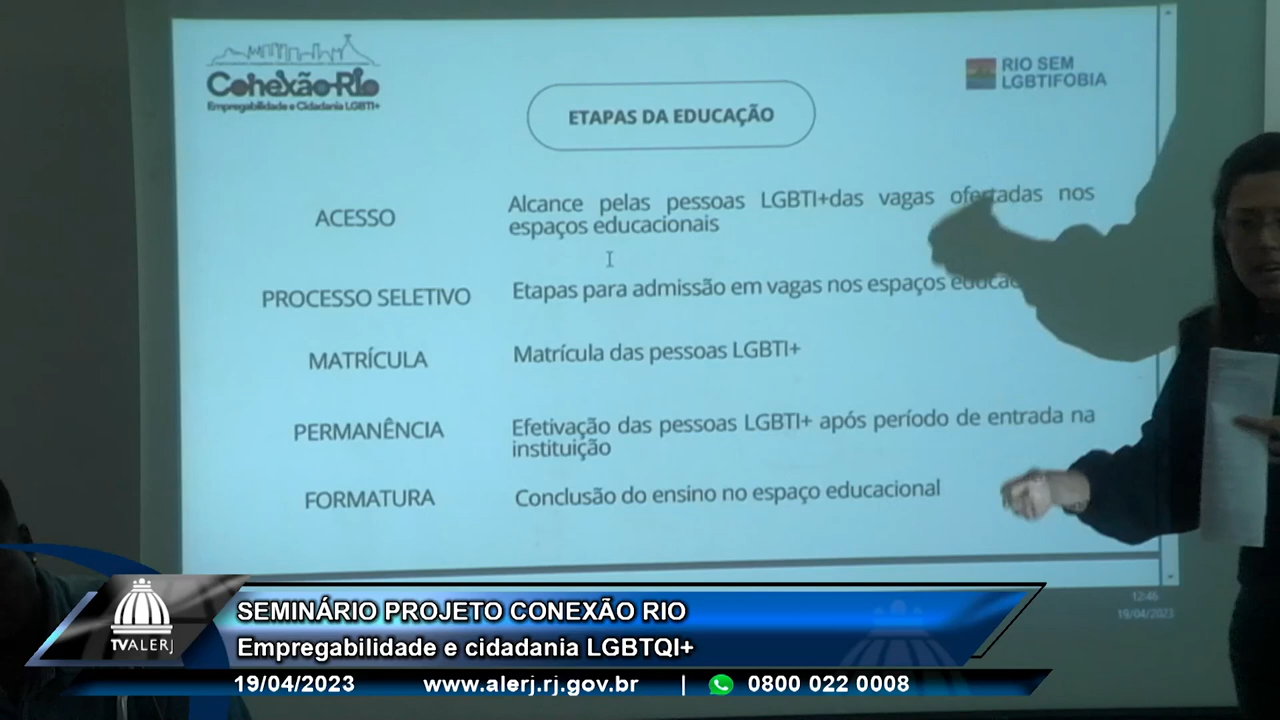 Conexão Rio
Empregabilidade e Cidadania LGBTI+
RIO SEM
LGBTIFOBIA
ETAPAS DA EDUCAÇÃO
ACESSO
Alcance pelas pessoas LGBTI+das vagas ofertadas nos
espaços educacionais
PROCESSO SELETIVO
Etapas para admissão em vagas nos espaços
MATRÍCULA
Matrícula das pessoas LGBTI+
PERMANÊNCIA
Efetivação das pessoas LGBTI+ após período de entrada na
instituição
FORMATURA
Conclusão do ensino no espaço educacional
12:46
19/04/2023
TVALERJ
SEMINÁRIO PROJETO CONEXÃO RIO
Empregabilidade e cidadania LGBTQI+
19/04/2023 www.alerj.rj.gov.br | 0800 022 0008